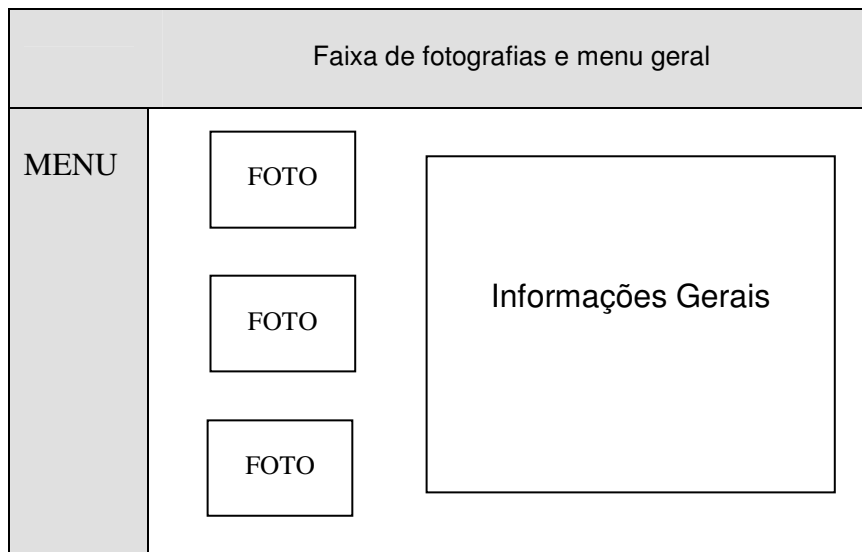 Faixa de fotografias e menu geral
MENU
FOTO
FOTO
FOTO
Informações Gerais